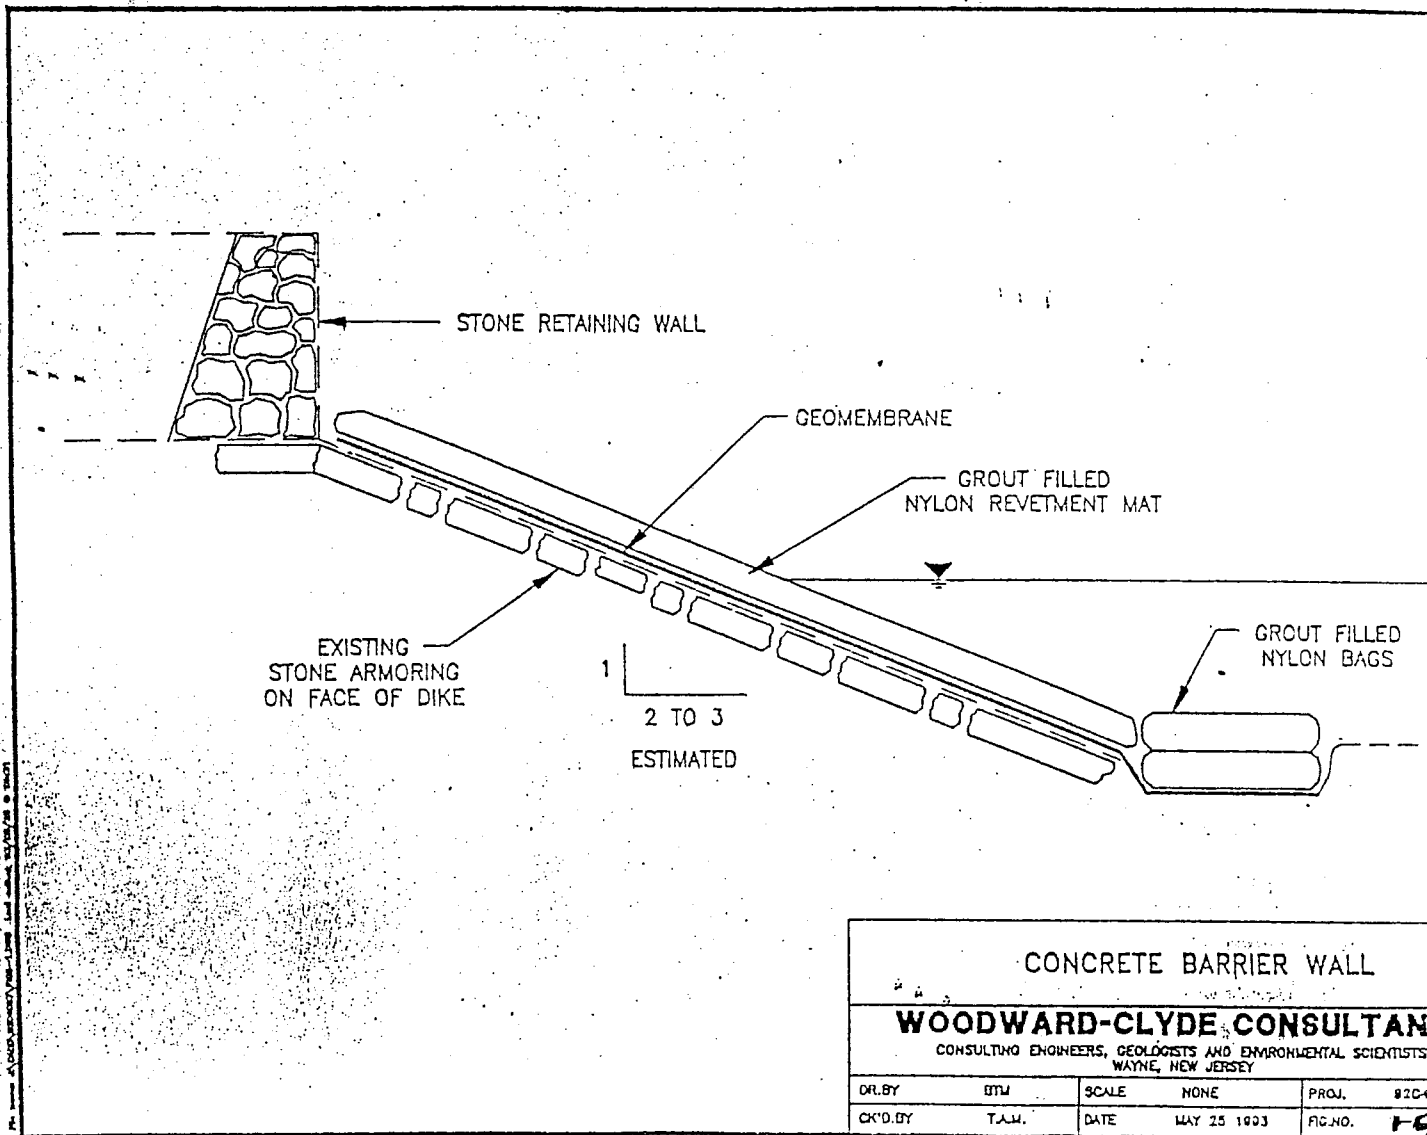 STONE RETAINING WALL
GEOMEMBRANE
GROUT FILLED
NYLON REVETMENT MAT
GROUT FILLED
NYLON BAGS
EXISTING
STONE ARMORING
ON FACE OF DIKE
1
2 TO 3
ESTIMATED
CONCRETE BARRIER WALL
WOODWARD-CLYDE CONSULTAN
CONSULTING ENGINEERS, GEOLOGISTS AND ENVIRONMENTAL SCIENTISTS
WAYNE, NEW JERSEY
DR.BY BTM SCALE NONE PROJ. 92C4
CK'D.BY T.A.M. DATE MAY 25 1993 FIG.NO.